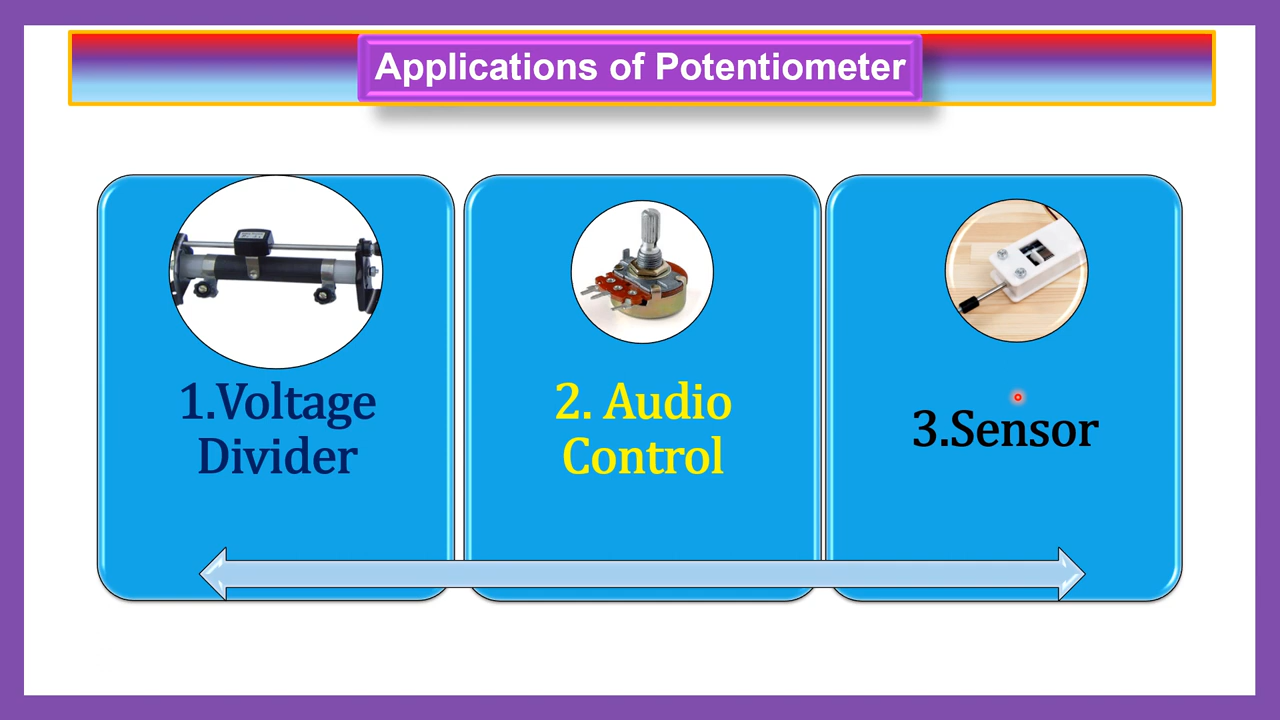 Applications of Potentiometer
1.Voltage
Divider
2. Audio
Control
3.Sensor